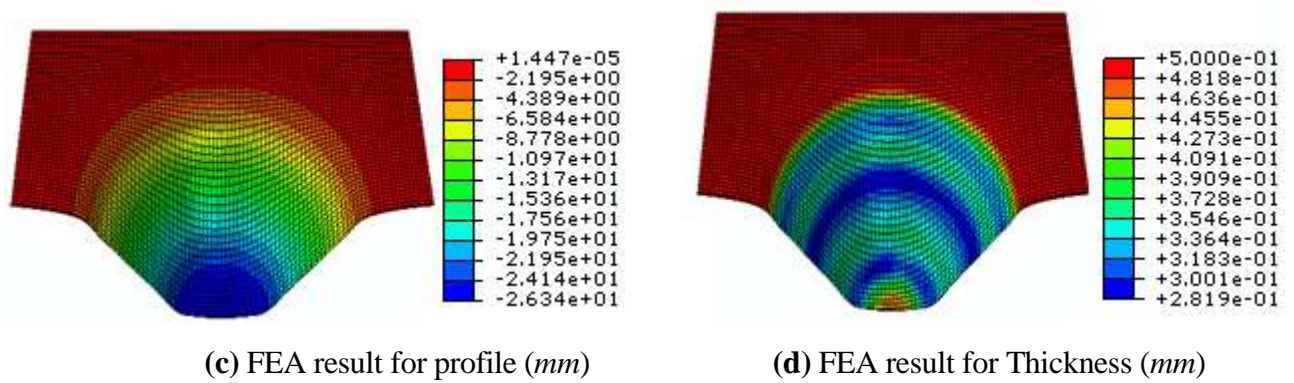 +1.447e-05
-2.195e+00
-4.389e+00
-6.584e+00
-8.778e+00
-1.097e+01
-1.317e+01
-1.536e+01
-1.756e+01
-1.975e+01
-2.195e+01
-2.414e+01
-2.634e+01
+5.000e-01
+4.818e-01
+4.636e-01
+4.455e-01
+4.273e-01
+4.091e-01
+3.909e-01
+3.728e-01
+3.546e-01
+3.364e-01
+3.183e-01
+3.001e-01
+2.819e-01
(c) FEA result for profile (mm)
(d) FEA result for Thickness (mm)